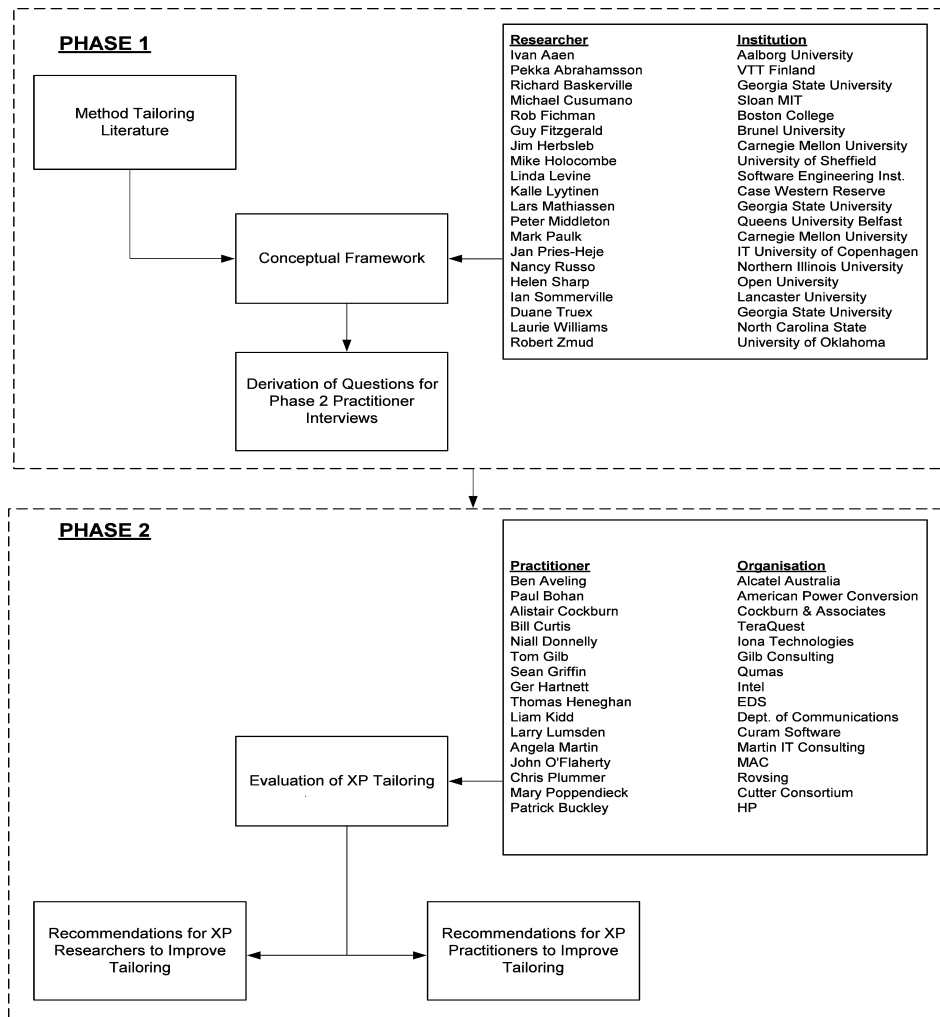 PHASE 1
Method Tailoring
Literature
Conceptual Framework
Derivation of Questions for
Phase 2 Practitioner
Interviews
Researcher Institution
Ivan Aaen Aalborg University
Pekka Abrahamsson VTT Finland
Richard Baskerville Georgia State University
Michael Cusumano Sloan MIT
Rob Fichman Boston College
Guy Fitzgerald Brunel University
Jim Herbsleb Carnegie Mellon University
Mike Holocombe University of Sheffield
Linda Levine Software Engineering Inst.
Kalle Lyytinen Case Western Reserve
Lars Mathiassen Georgia State University
Peter Middleton Queens University Belfast
Mark Paulk Carnegie Mellon University
Jan Pries-Heje IT University of Copenhagen
Nancy Russo Northern Illinois University
Helen Sharp Open University
Ian Sommerville Lancaster University
Duane Truex Georgia State University
Laurie Williams North Carolina State
Robert Zmud University of Oklahoma
PHASE 2
Practitioner Organisation
Ben Aveling Alcatel Australia
Paul Bohan American Power Conversion
Alistair Cockburn Cockburn & Associates
Bill Curtis TeraQuest
Niall Donnelly Iona Technologies
Tom Gilb Gilb Consulting
Sean Griffin Qumas
Ger Hartnett Intel
Thomas Heneghan EDS
Liam Kidd Dept. of Communications
Larry Lumsden Curam Software
Angela Martin Martin IT Consulting
John O'Flaherty MAC
Chris Plummer Rovsing
Mary Poppendieck Cutter Consortium
Patrick Buckley HP
Evaluation of XP Tailoring
Recommendations for XP
Researchers to Improve
Tailoring
Recommendations for XP
Practitioners to Improve
Tailoring